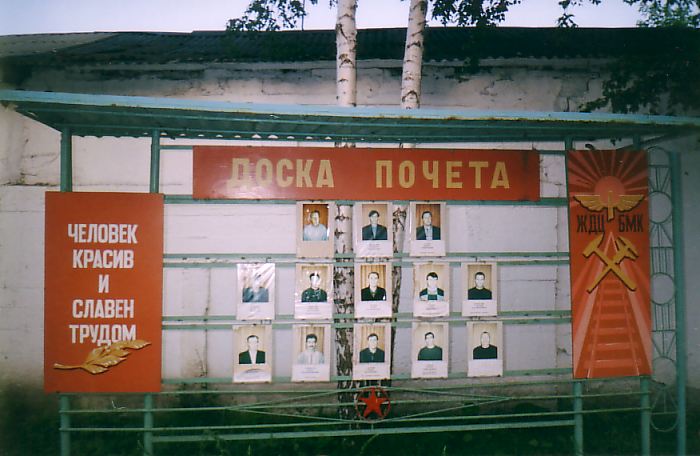 ДОСКА ПОЧЕТА
ЧЕЛОВЕК
КРАСИВ
И
СЛАВЕН
ТРУДОМ
ЖДЦ БМК